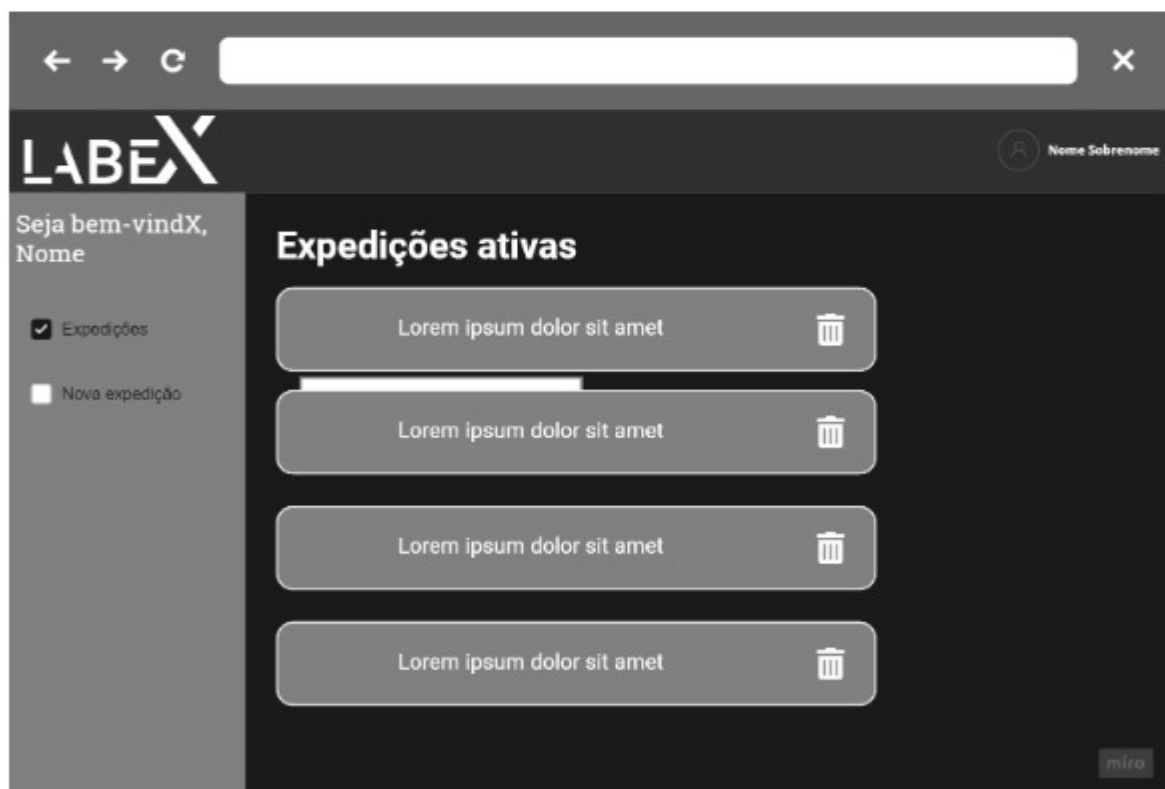 LABEX
Nome Sobrenome
Seja bem-vindX,
Nome
Expedições
Nova expedição
Expedições ativas
Lorem ipsum dolor sit amet
Lorem ipsum dolor sit amet
Lorem ipsum dolor sit amet
Lorem ipsum dolor sit amet
miro